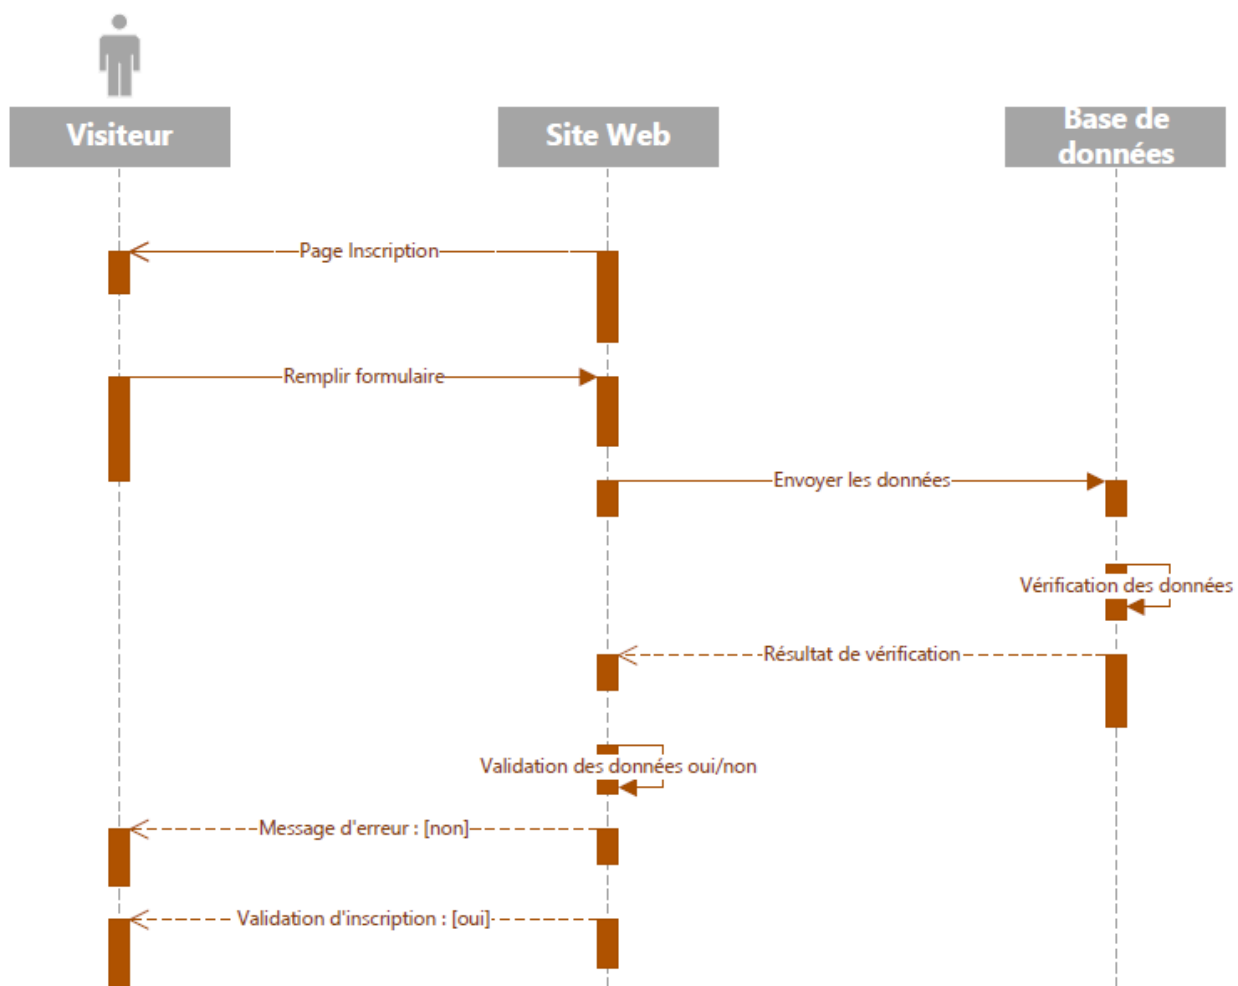 Visiteur
Site Web
Base de
données
Page Inscription
Remplir formulaire
Envoyer les données
Vérification des données
Résultat de vérification
Validation des données oui/non
Message d'erreur : [non]
Validation d'inscription : [oui]